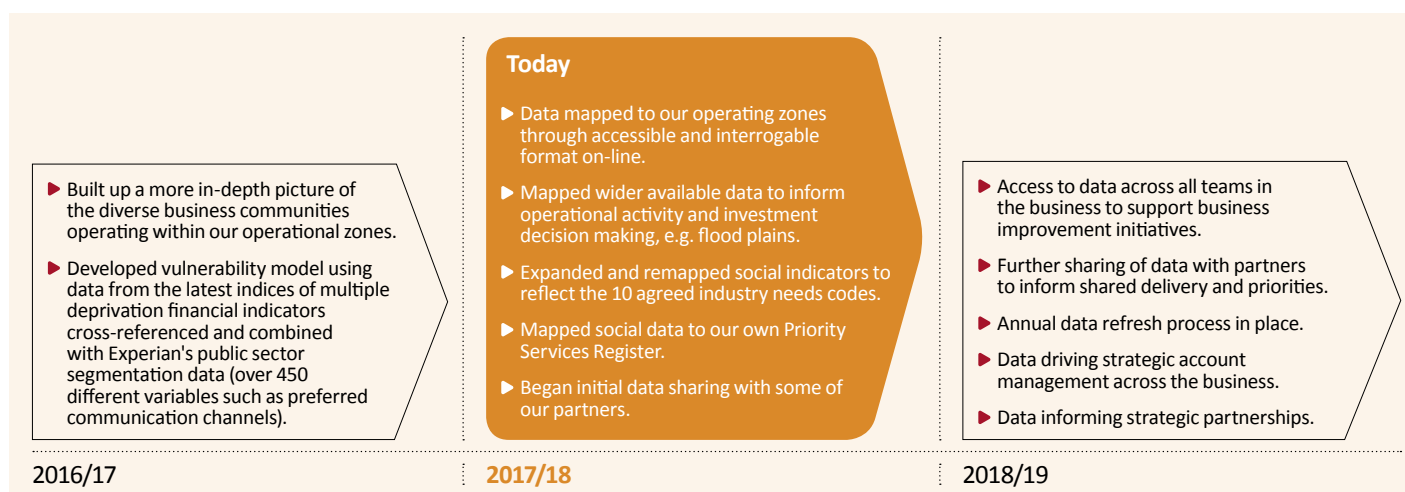 Built up a more in-depth picture of
the diverse business communities
operating within our operational zones.
Developed vulnerability model using
data from the latest indices of multiple
deprivation financial indicators
cross-referenced and combined
with Experian's public sector
segmentation data (over 450
different variables such as preferred
communication channels).
2016/17
Today
Data mapped to our operating zones
through accessible and interrogable
format on-line.
Mapped wider available data to inform
operational activity and investment
decision making, e.g. flood plains.
Expanded and remapped social indicators to
reflect the 10 agreed industry needs codes.
Mapped social data to our own Priority
Services Register.
Began initial data sharing with some of
our partners.
2017/18
Access to data across all teams in
the business to support business
improvement initiatives.
Further sharing of data with partners
to inform shared delivery and priorities.
Annual data refresh process in place.
Data driving strategic account
management across the business.
Data informing strategic partnerships.
2018/19